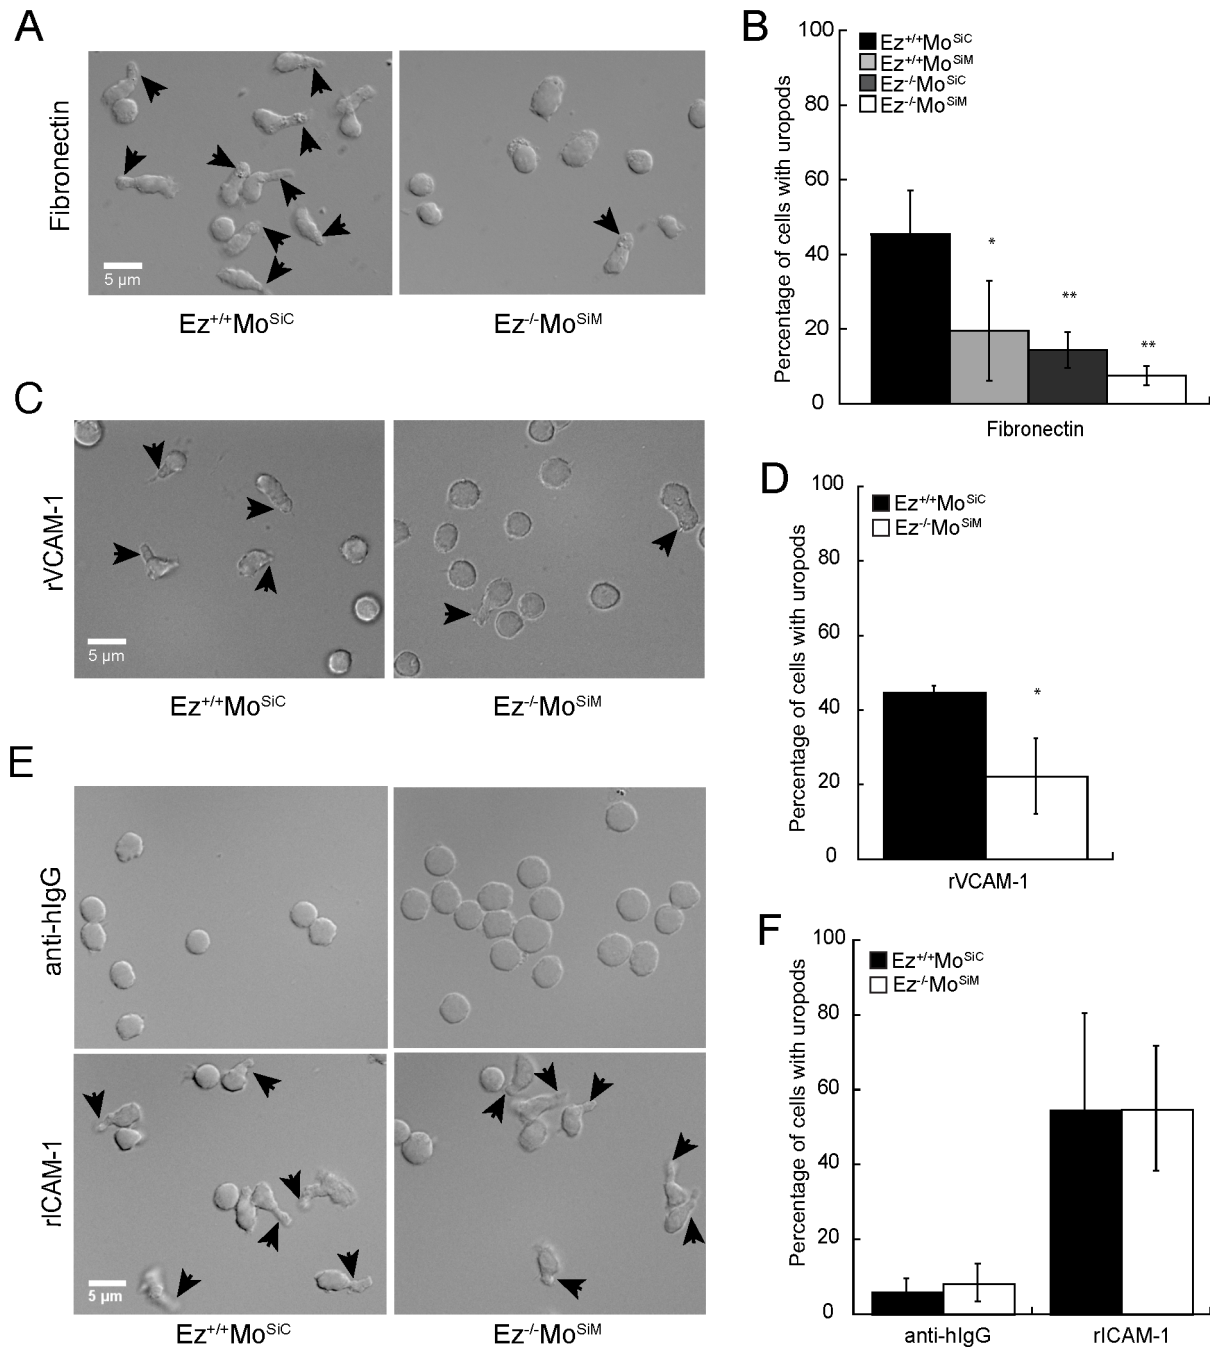 A
Fibronectin
5 µm
Ez+/+MoSiC
Ez-/-MoSiM
B
Percentage of cells with uropods
100
80
60
40
20
0
Ez+/+MoSiC
Ez+/+MoSiM
Ez-/-MoSiC
Ez-/-MoSiM
*
**
**
Fibronectin
C
rVCAM-1
5 µm
Ez+/+MoSiC
Ez-/-MoSiM
D
Percentage of cells with uropods
100
80
60
40
20
0
Ez+/+MoSiC
Ez-/-MoSiM
*
rVCAM-1
E
anti-hIgG
rICAM-1
5 µm
Ez+/+MoSiC
Ez-/-MoSiM
F
Percentage of cells with uropods
100
80
60
40
20
0
Ez+/+MoSiC
Ez-/-MoSiM
anti-hIgG
rICAM-1